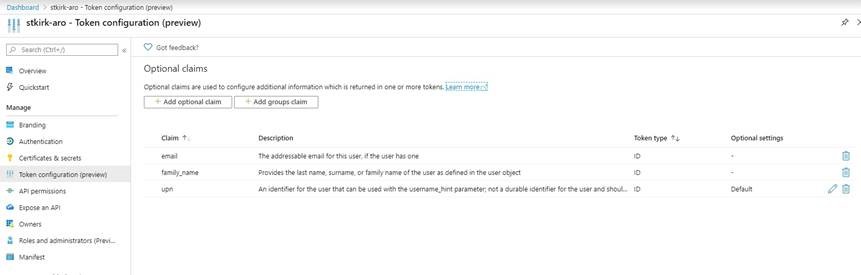 Dashboard > stkirk-aro - Token configuration (preview)
stkirk-aro - Token configuration (preview)
Search (Ctrl+/)
«
Got feedback?
Overview
Quickstart
Manage
Branding
Authentication
Certificates & secrets
Token configuration (preview)
API permissions
Expose an API
Owners
Roles and administrators (Previ...
Manifest
Optional claims
Optional claims are used to configure additional information which is returned in one or more tokens. Learn more
+ Add optional claim + Add groups claim
Claim ↑↓ Description Token type ↑↓ Optional settings
email The addressable email for this user, if the user has one ID -
family_name Provides the last name, surname, or family name of the user as defined in the user object ID -
upn An identifier for the user that can be used with the username_hint parameter; not a durable identifier for the user and shoul... ID Default